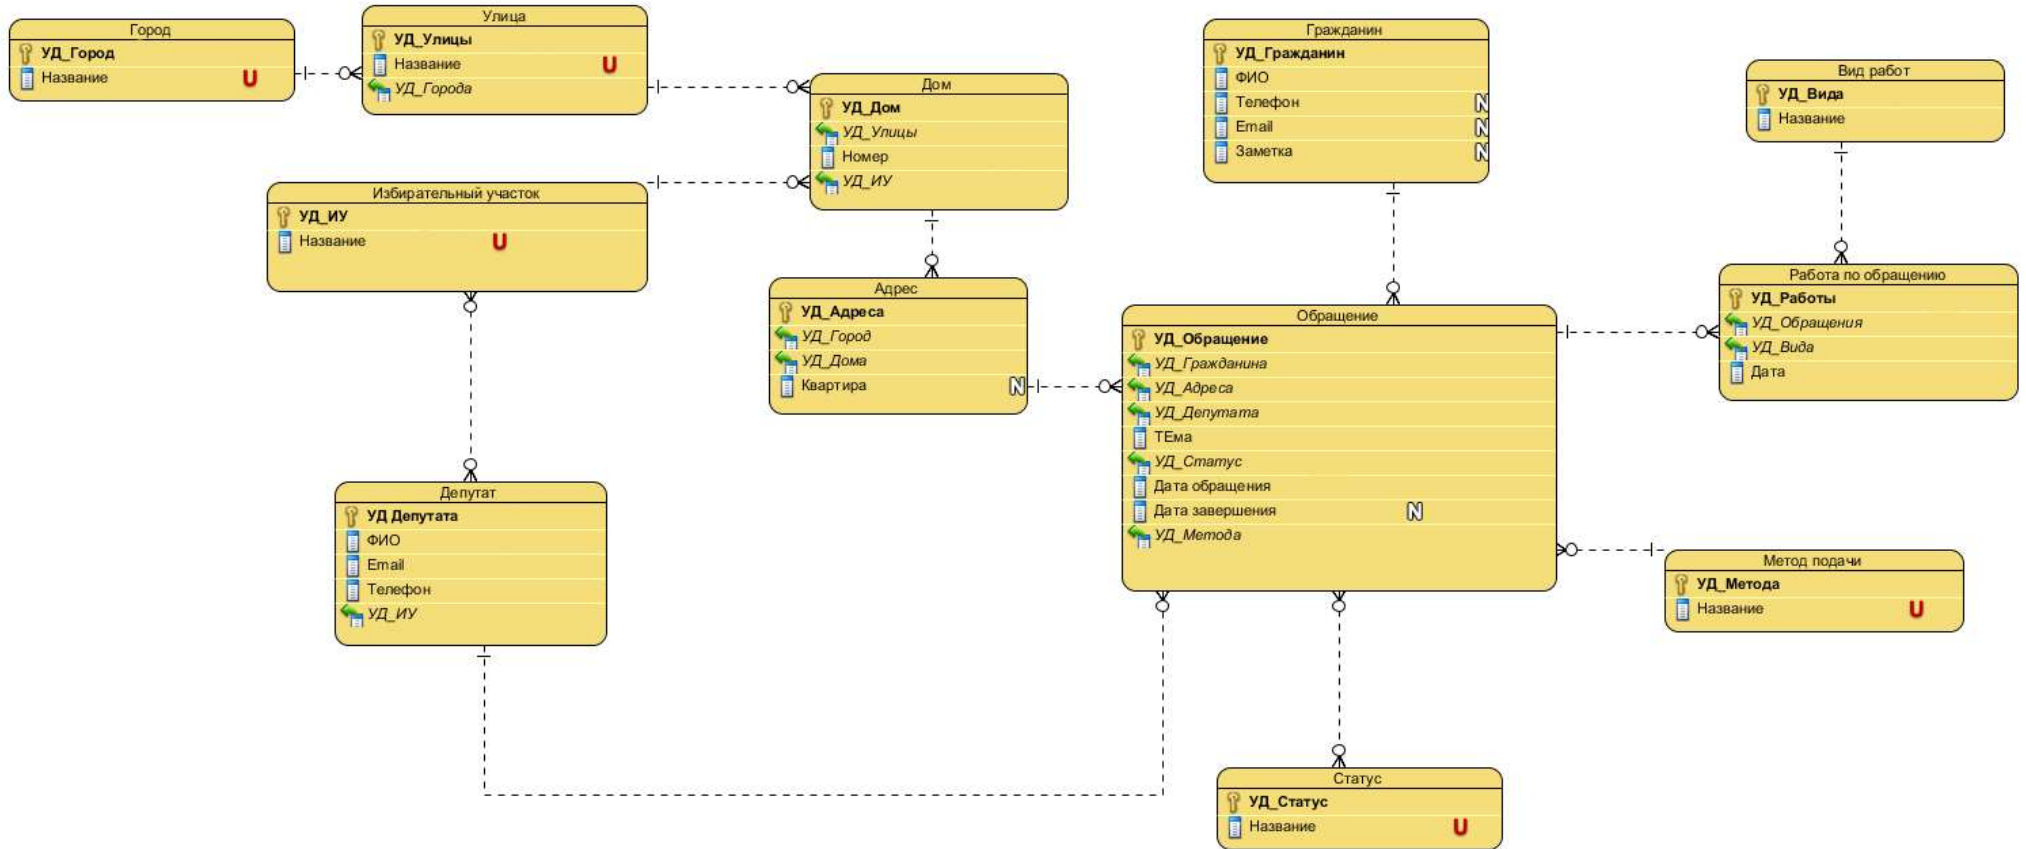 Город
УД_Город
Название U
Улица
УД_Улицы
Название U
УД_Города
Дом
УД_Дом
УД_Улицы
Номер
УД_ИУ
Гражданин
УД_Гражданин
ФИО
Телефон N
Email N
Заметка N
Вид работ
УД_Вида
Название
Избирательный участок
УД_ИУ
Название U
Адрес
УД_Адреса
УД_Город
УД_Дома
Квартира N
Обращение
УД_Обращение
УД_Гражданина
УД_Адреса
УД_Депутата
ТЕма
УД_Статус
Дата обращения
Дата завершения N
УД_Метода
Работа по обращению
УД_Работы
УД_Обращения
УД_Вида
Дата
Депутат
УД Депутата
ФИО
Email
Телефон
УД_ИУ
Метод подачи
УД_Метода
Название U
Статус
УД_Статус
Название U